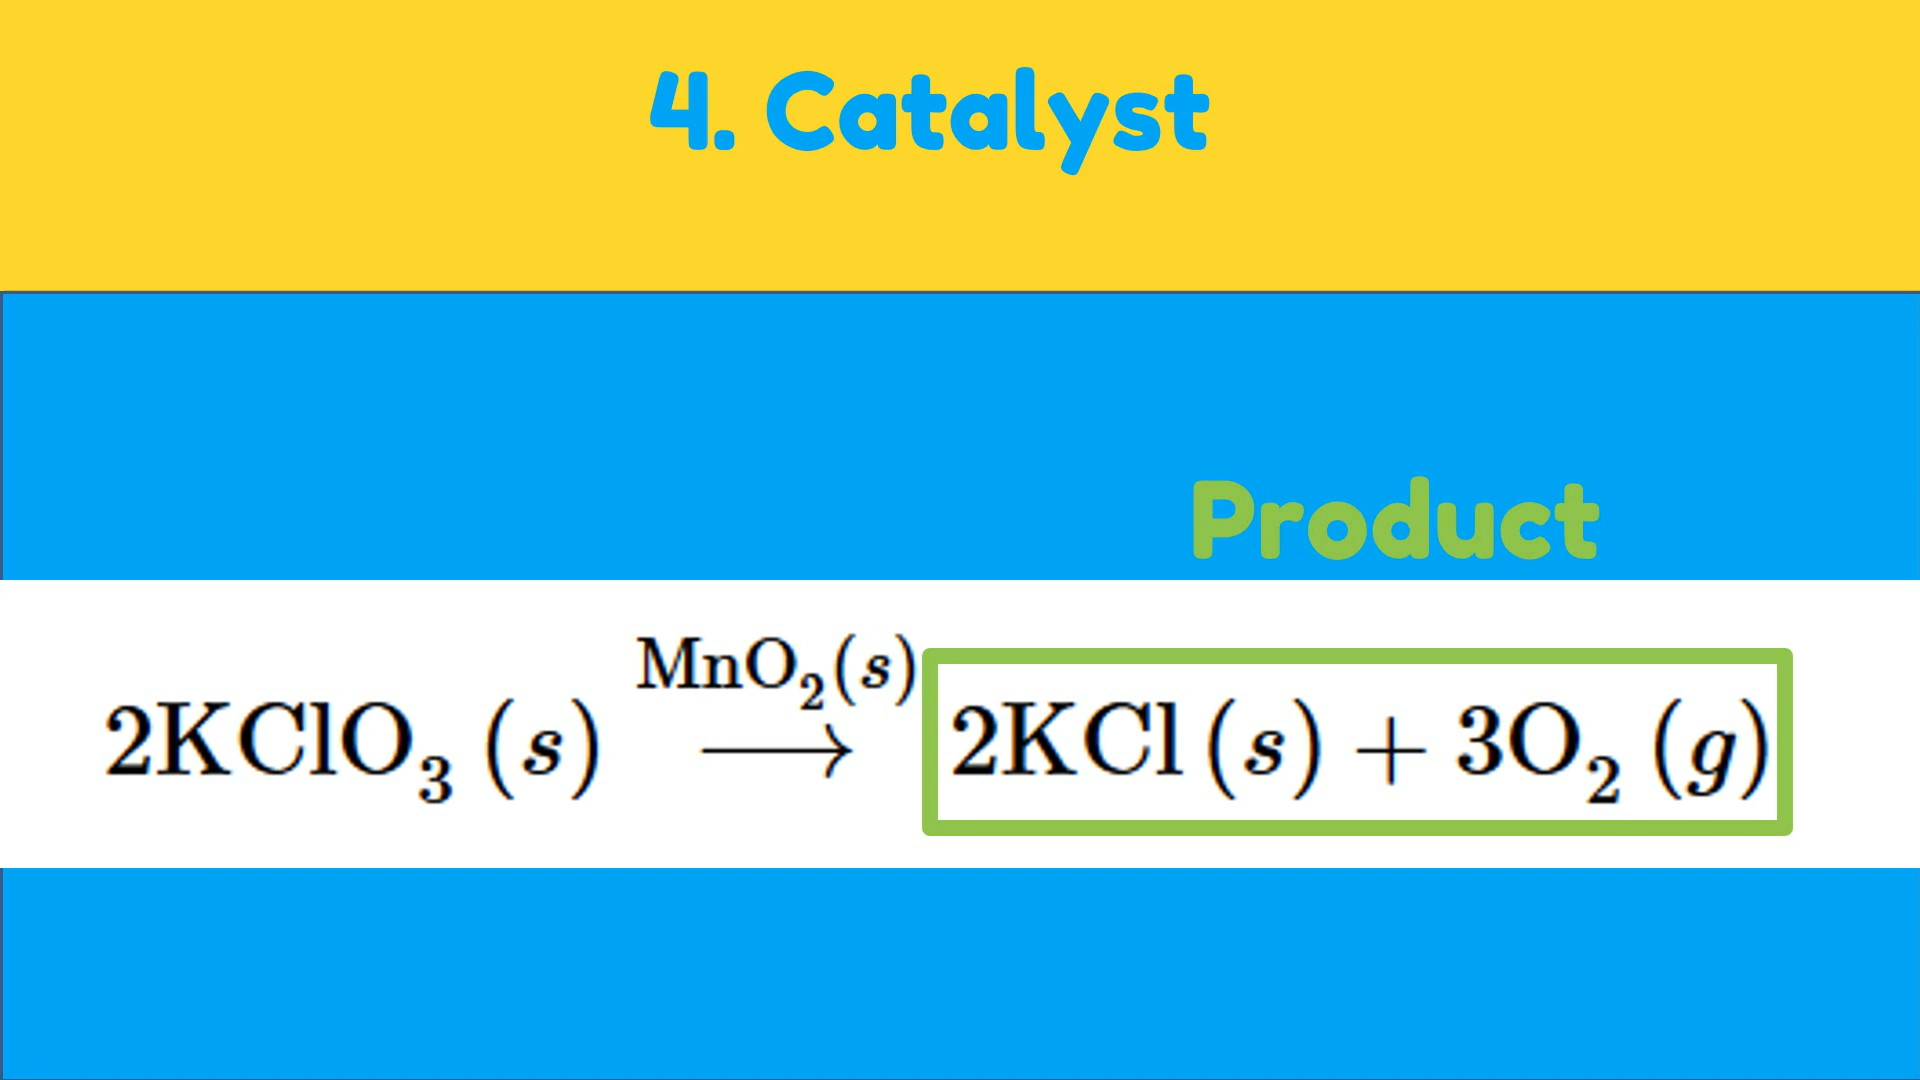 4. Catalyst
Product
MnO₂(s)
2KClO₃ (s) ⟶ 2KCl (s) + 3O₂ (g)